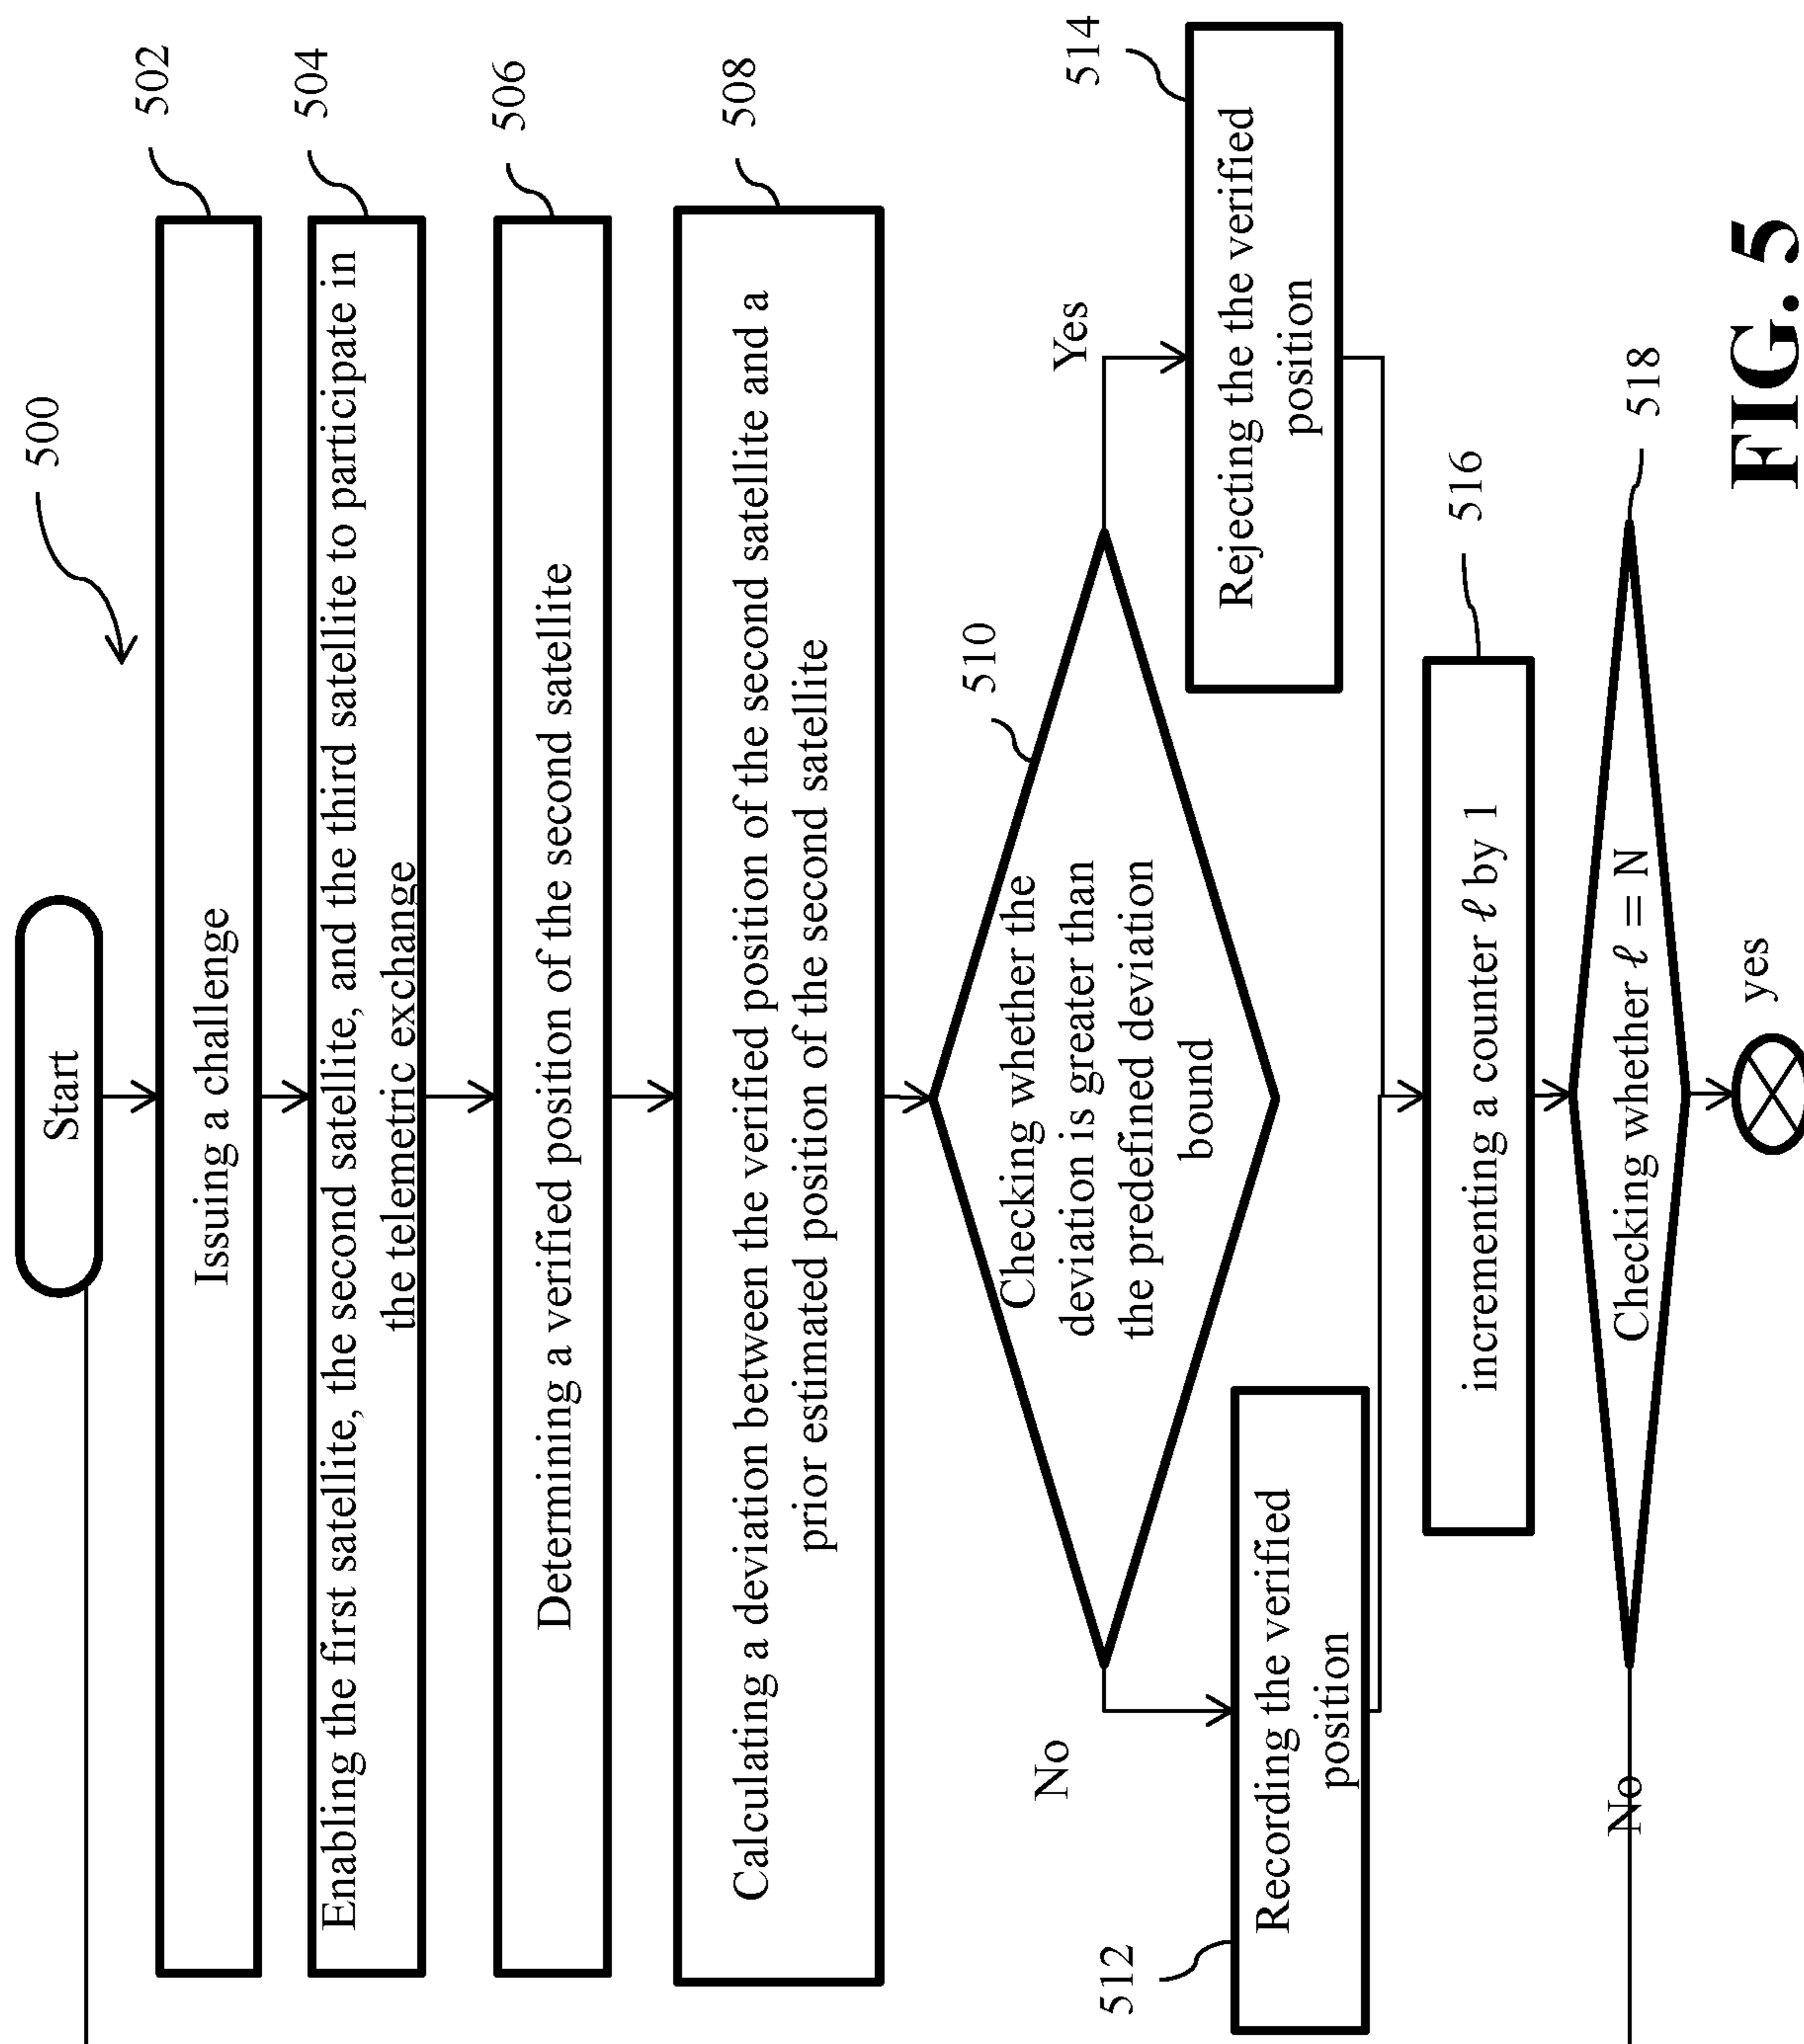 500
Start
502
Issuing a challenge
504
Enabling the first satellite, the second satellite, and the third satellite to participate in
the telemetric exchange
506
Determining a verified position of the second satellite
508
Calculating a deviation between the verified position of the second satellite and a
prior estimated position of the second satellite
510
Checking whether the
deviation is greater than
the predefined deviation
bound
No
Yes
512
Recording the verified
position
514
Rejecting the the verified
position
516
incrementing a counter ℓ by 1
518
Checking whether ℓ = N
No
yes
FIG. 5